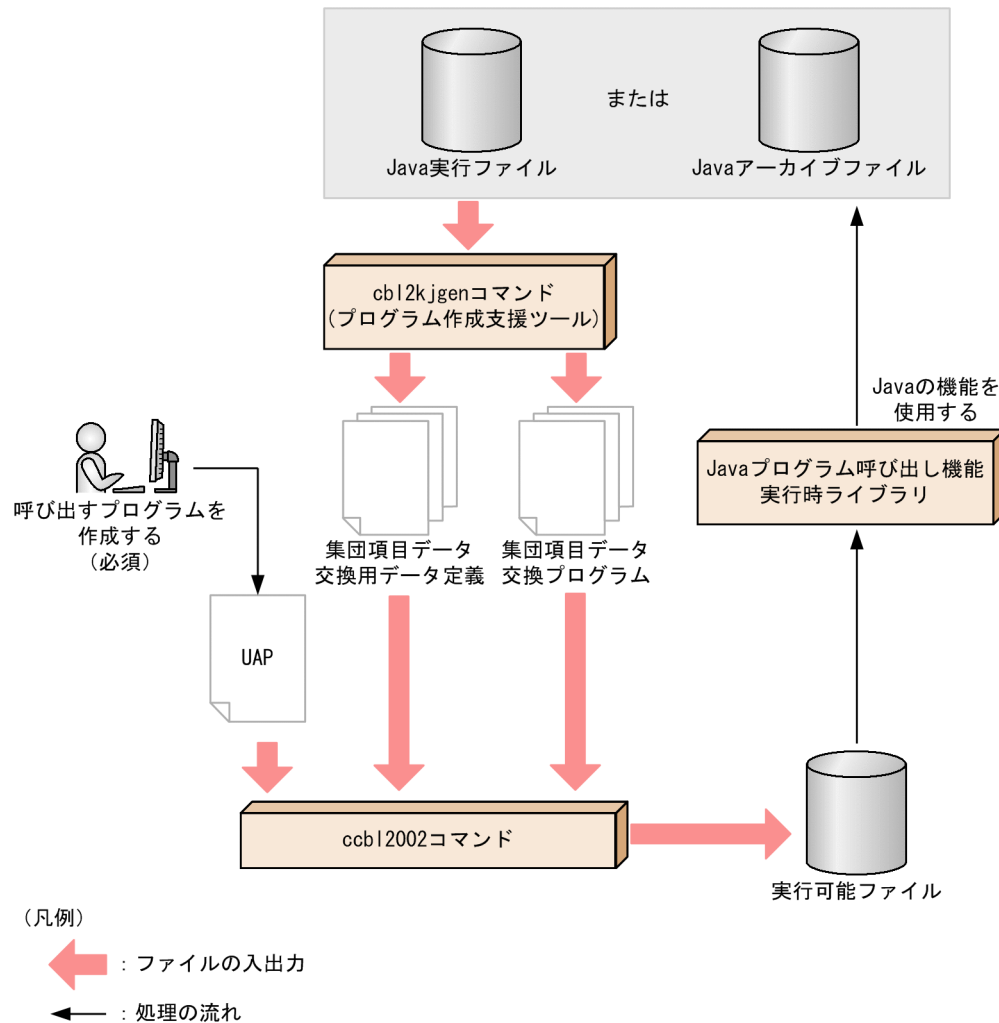 または
Java実行ファイル
Javaアーカイブファイル
cbl2kjgenコマンド
(プログラム作成支援ツール)
Javaの機能を
使用する
Javaプログラム呼び出し機能
実行時ライブラリ
呼び出すプログラムを
作成する
(必須)
集団項目データ
交換用データ定義
集団項目データ
交換プログラム
UAP
ccbl2002コマンド
実行可能ファイル
(凡例)
：ファイルの入出力
：処理の流れ